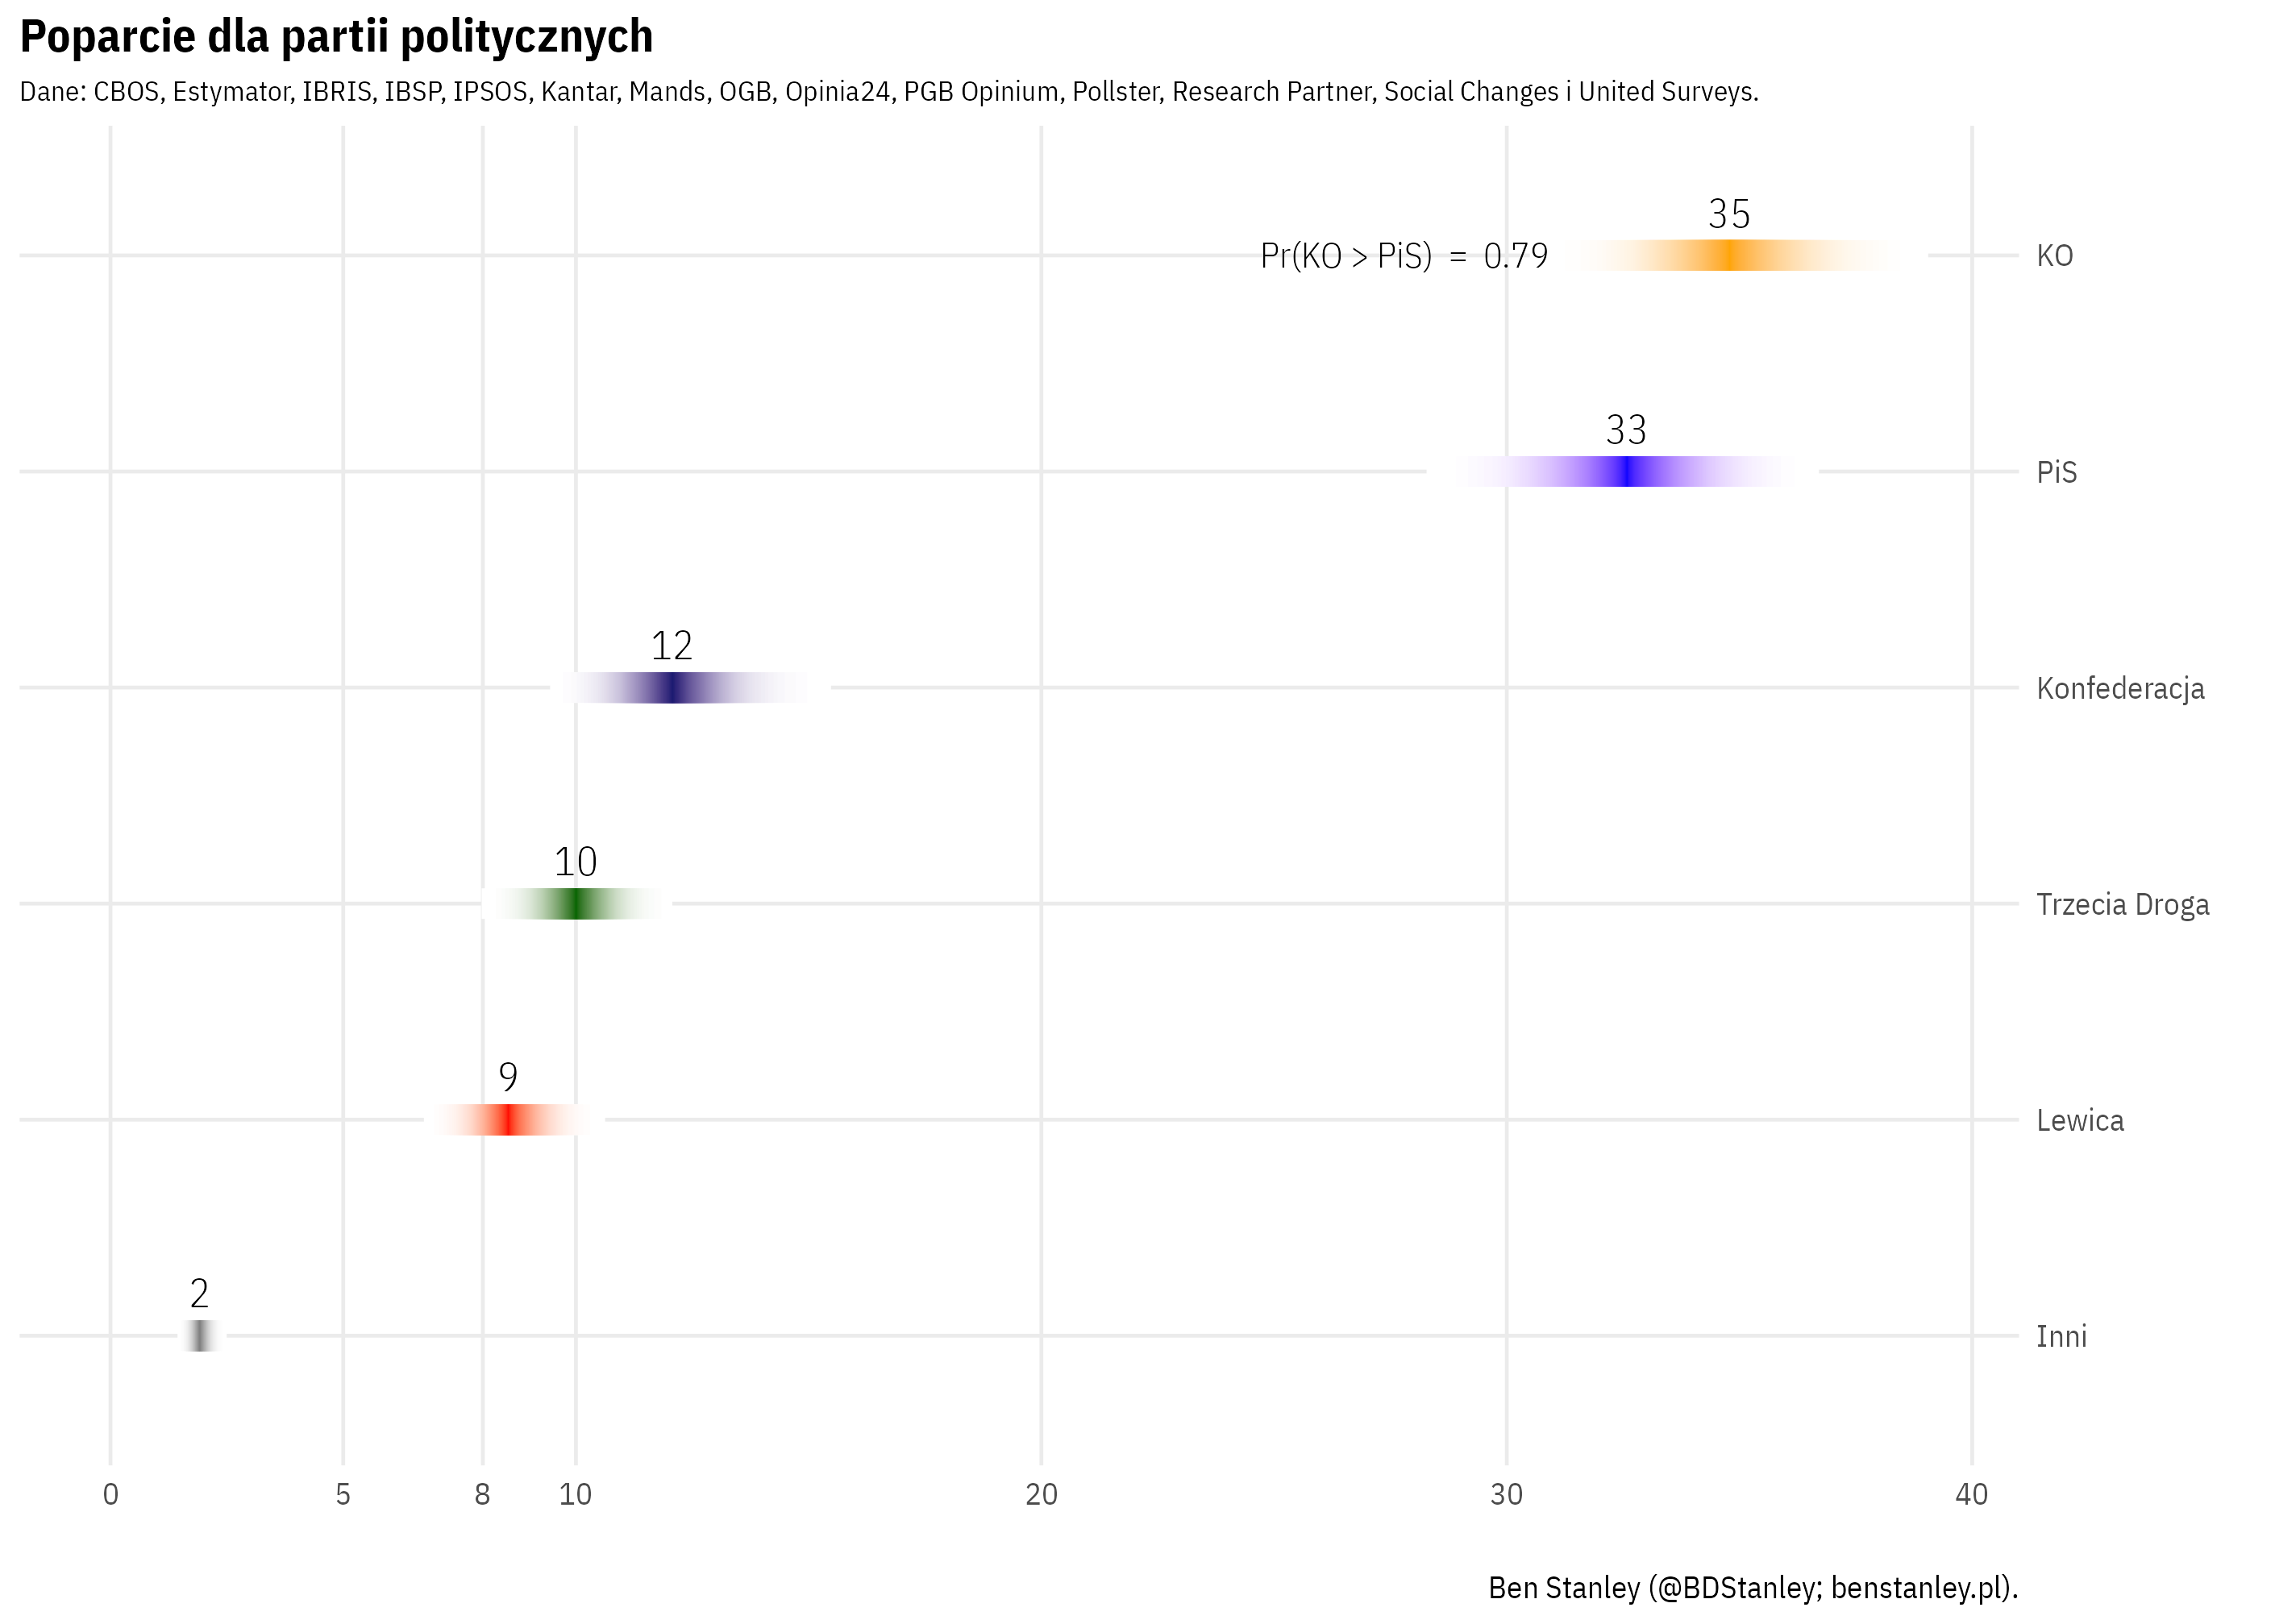 Poparcie dla partii politycznych
Dane: CBOS, Estymator, IBRIS, IBSP, IPSOS, Kantar, Mands, OGB, Opinia24, PGB Opinium, Pollster, Research Partner, Social Changes i United Surveys.
35
Pr(KO > PiS) = 0.79
KO
33
PiS
12
Konfederacja
10
Trzecia Droga
9
Lewica
2
Inni
0 5 8 10 20 30 40
Ben Stanley (@BDStanley; benstanley.pl).